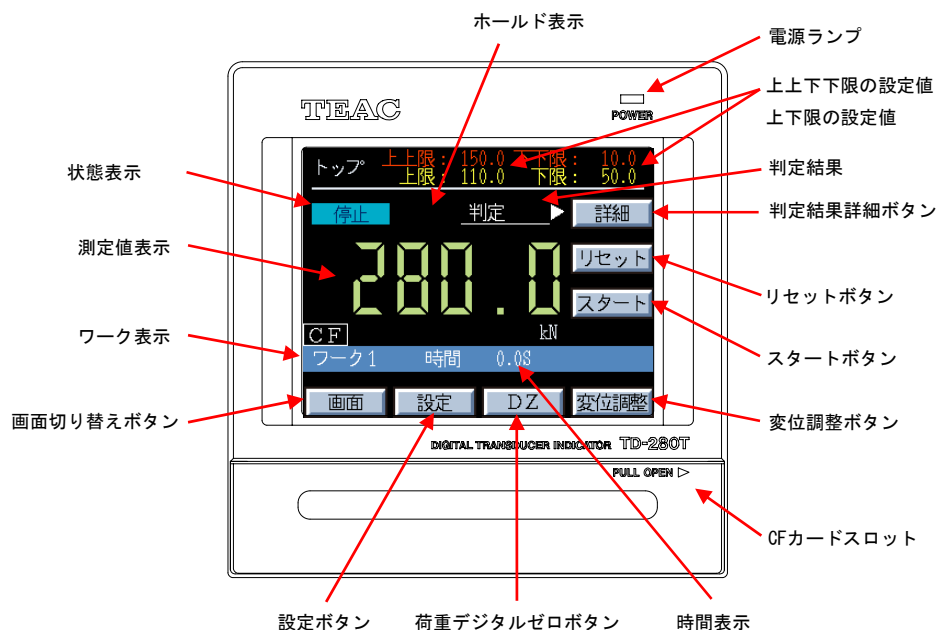 ホールド表示
電源ランプ
上上下下限の設定値
上下限の設定値
TEAC
POWER
トップ 上上限： 150.0 下下限： 10.0
上限： 110.0 下限： 50.0
状態表示
判定結果
停止 判定 詳細
判定結果詳細ボタン
測定値表示
280.0
リセット
リセットボタン
スタート
ワーク表示
CF kN
スタートボタン
ワーク1 時間 0.0S
画面 設定 DZ 変位調整
画面切り替えボタン
変位調整ボタン
DIGITAL TRANSDUCER INDICATOR TD-280T
PULL OPEN ▷
CFカードスロット
設定ボタン
荷重デジタルゼロボタン
時間表示